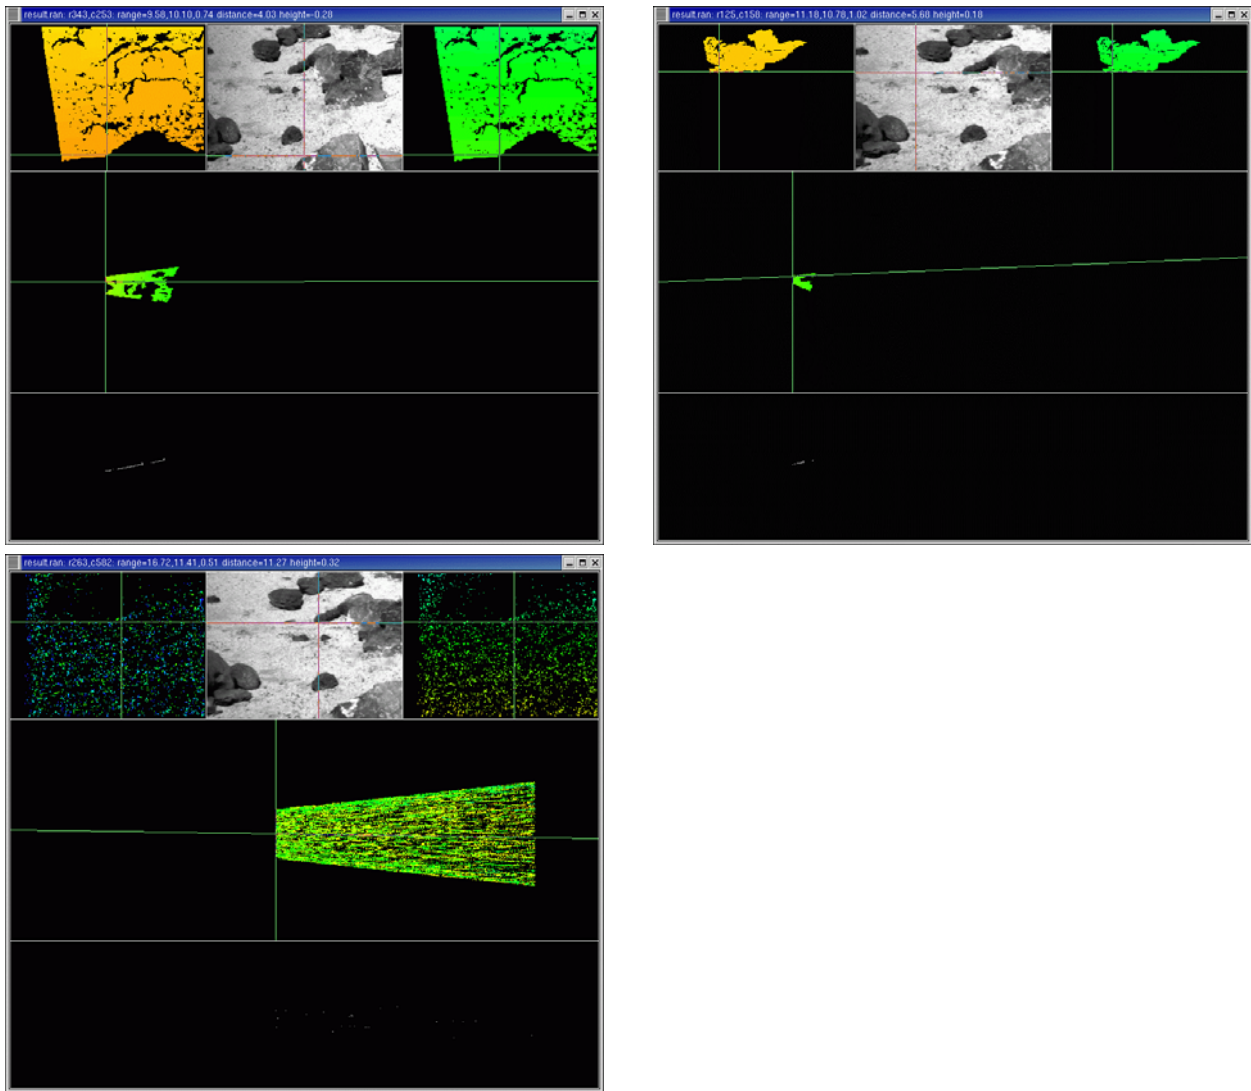 result.ran: r343,c253: range=9.58,10.10,0.74 distance=4.03 height=-0.28
result.ran: r125,c158: range=11.18,10.78,1.02 distance=5.68 height=0.18
result.ran: r263,c582: range=16.72,11.41,0.51 distance=11.27 height=0.32